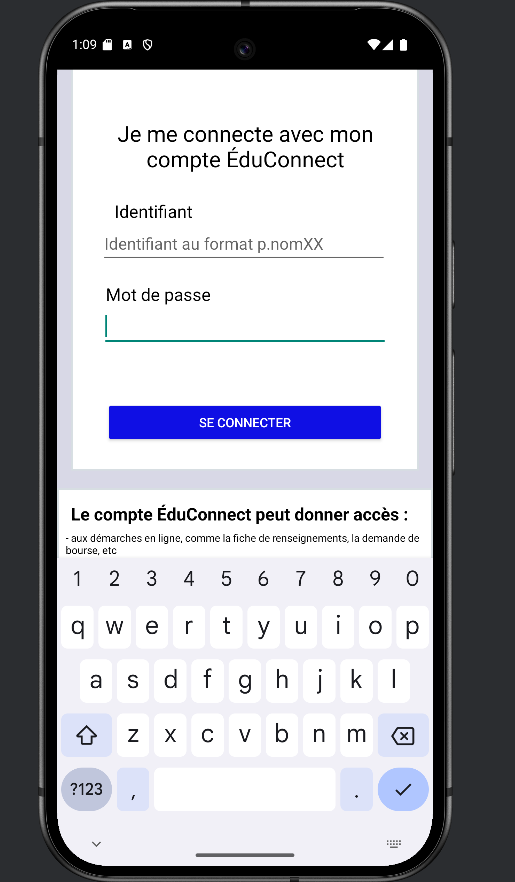 1:09
Je me connecte avec mon
compte ÉduConnect
Identifiant
Identifiant au format p.nomXX
Mot de passe
SE CONNECTER
Le compte ÉduConnect peut donner accès :
- aux démarches en ligne, comme la fiche de renseignements, la demande de
bourse, etc
1 2 3 4 5 6 7 8 9 0
q w e r t y u i o p
a s d f g h j k l
z x c v b n m
?123 , .